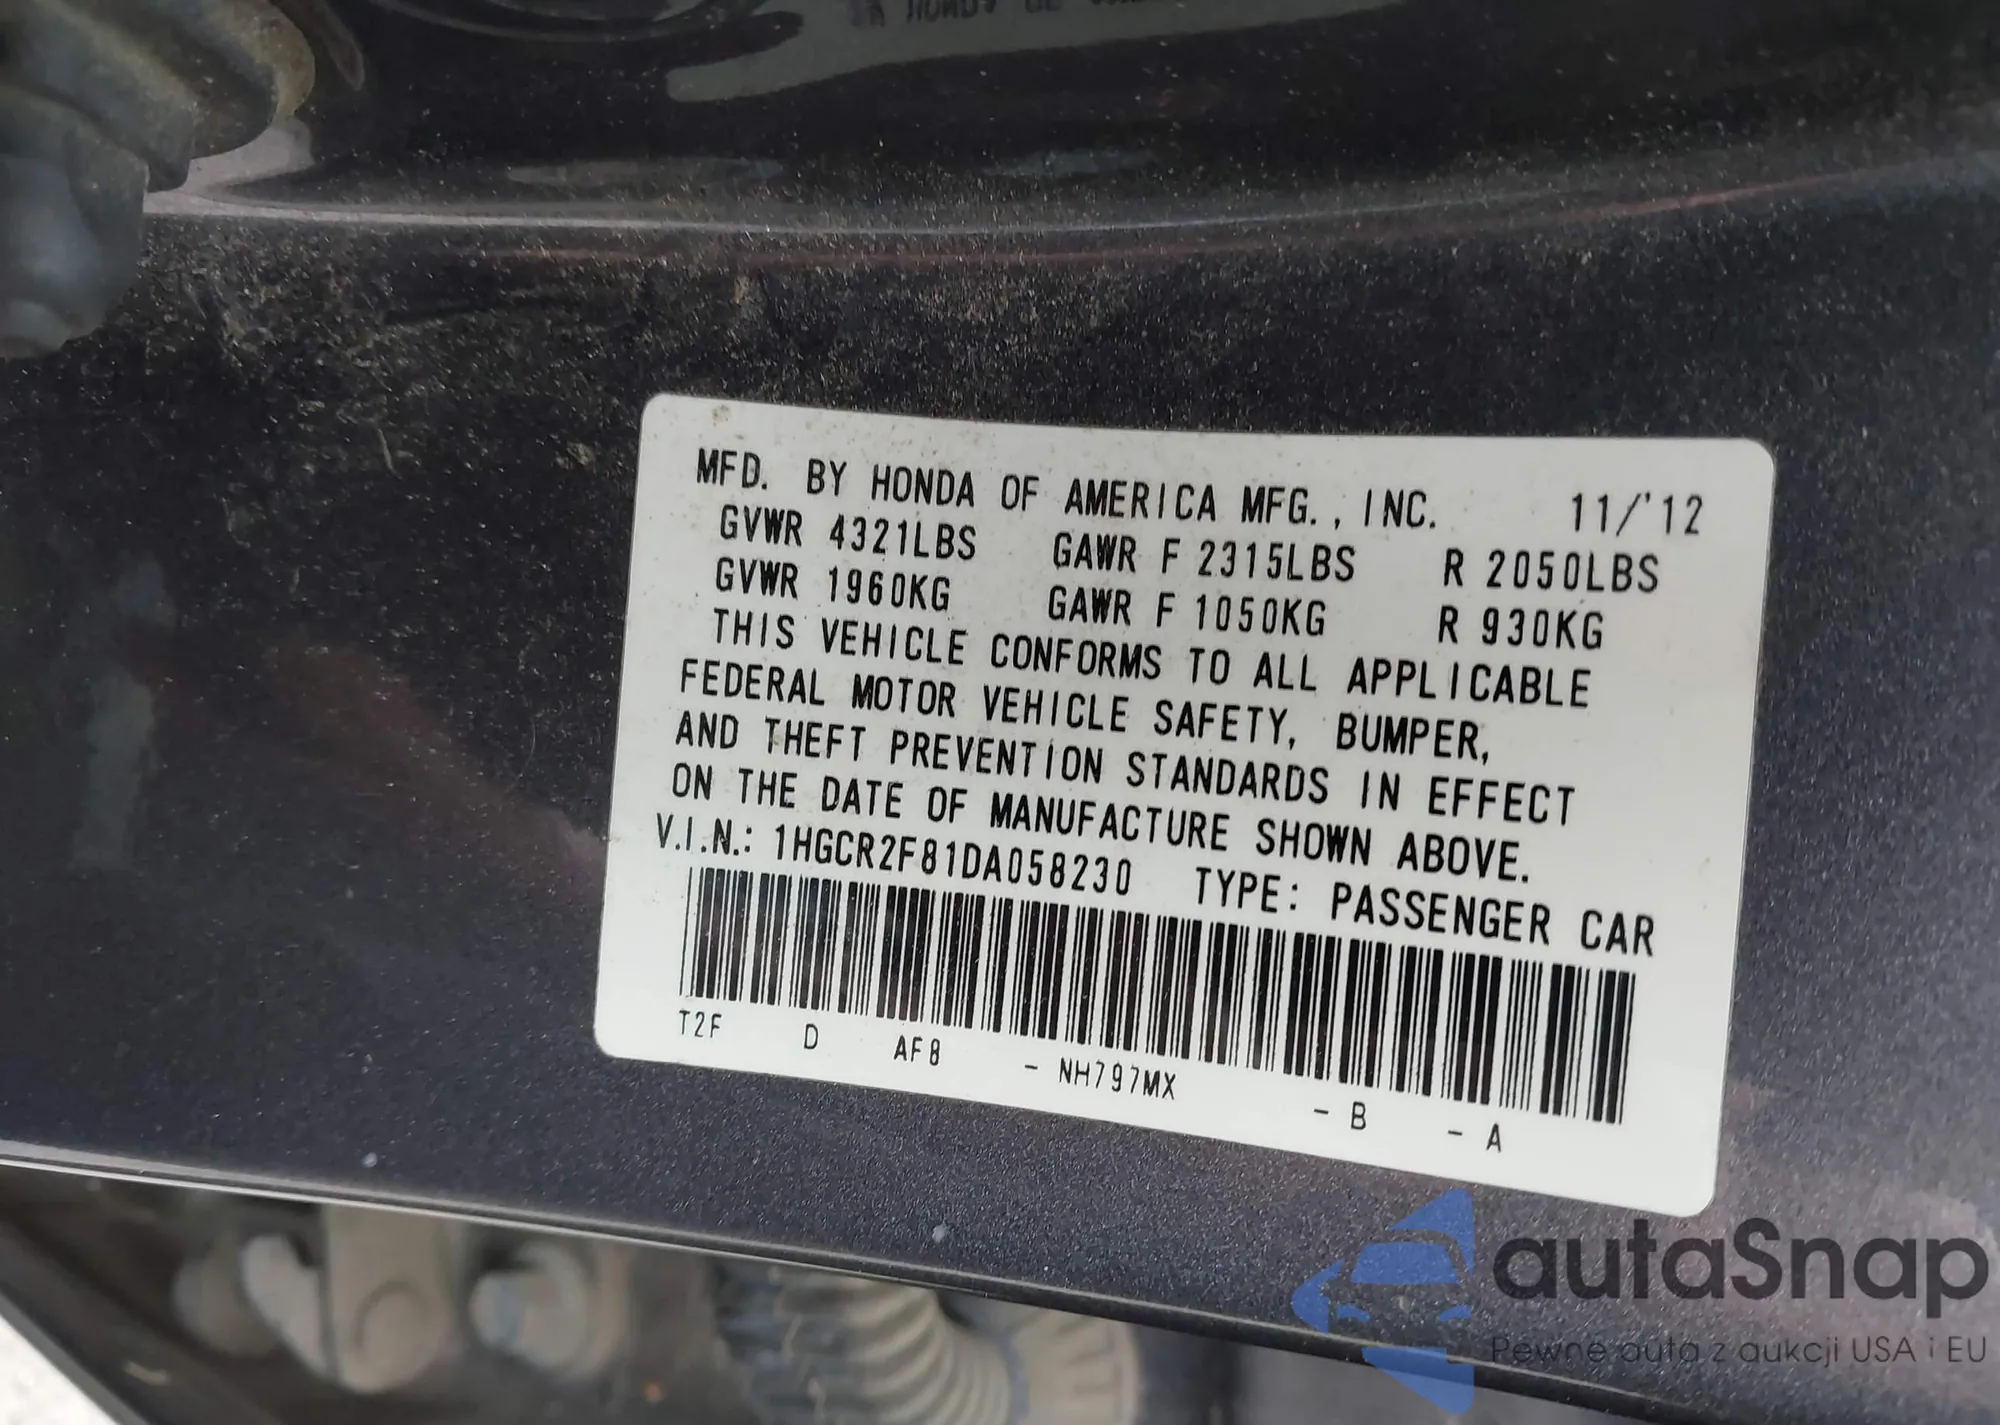 MFD. BY HONDA OF AMERICA MFG., INC. 11/'12
GVWR 4321LBS GAWR F 2315LBS R 2050LBS
GVWR 1960KG GAWR F 1050KG R 930KG
THIS VEHICLE CONFORMS TO ALL APPLICABLE
FEDERAL MOTOR VEHICLE SAFETY, BUMPER,
AND THEFT PREVENTION STANDARDS IN EFFECT
ON THE DATE OF MANUFACTURE SHOWN ABOVE.
V.I.N.: 1HGCR2F81DA058230 TYPE: PASSENGER CAR
T2F D AF8 - NH797MX - B - A
autaSnap
Pewne auta z aukcji USA i EU